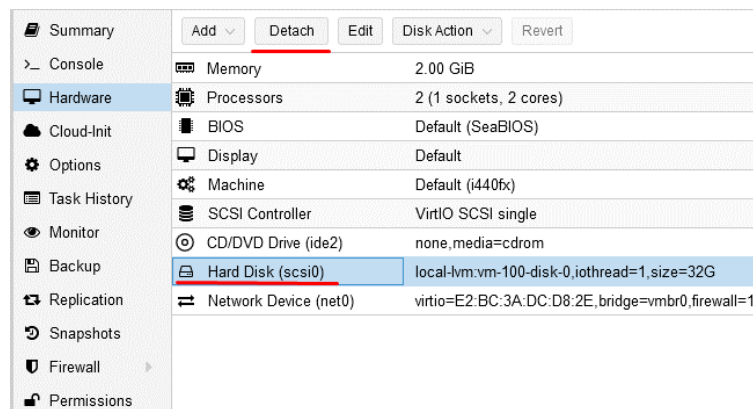 Summary
Console
Hardware
Cloud-Init
Options
Task History
Monitor
Backup
Replication
Snapshots
Firewall
Permissions
Add Detach Edit Disk Action Revert
Memory 2.00 GiB
Processors 2 (1 sockets, 2 cores)
BIOS Default (SeaBIOS)
Display Default
Machine Default (i440fx)
SCSI Controller VirtIO SCSI single
CD/DVD Drive (ide2) none,media=cdrom
Hard Disk (scsi0) local-lvm:vm-100-disk-0,iothread=1,size=32G
Network Device (net0) virtio=E2:BC:3A:DC:D8:2E,bridge=vmbr0,firewall=1